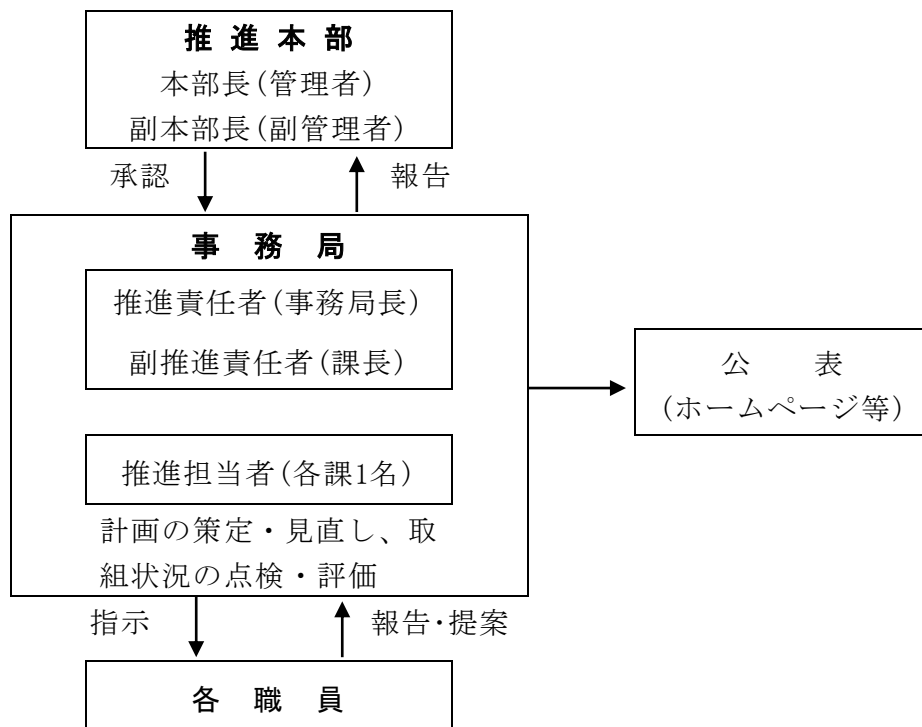 推進本部
本部長(管理者)
副本部長(副管理者)
承認
報告
事務局
推進責任者(事務局長)
副推進責任者(課長)
公表
(ホームページ等)
推進担当者(各課1名)
計画の策定・見直し、取
組状況の点検・評価
指示
報告・提案
各職員